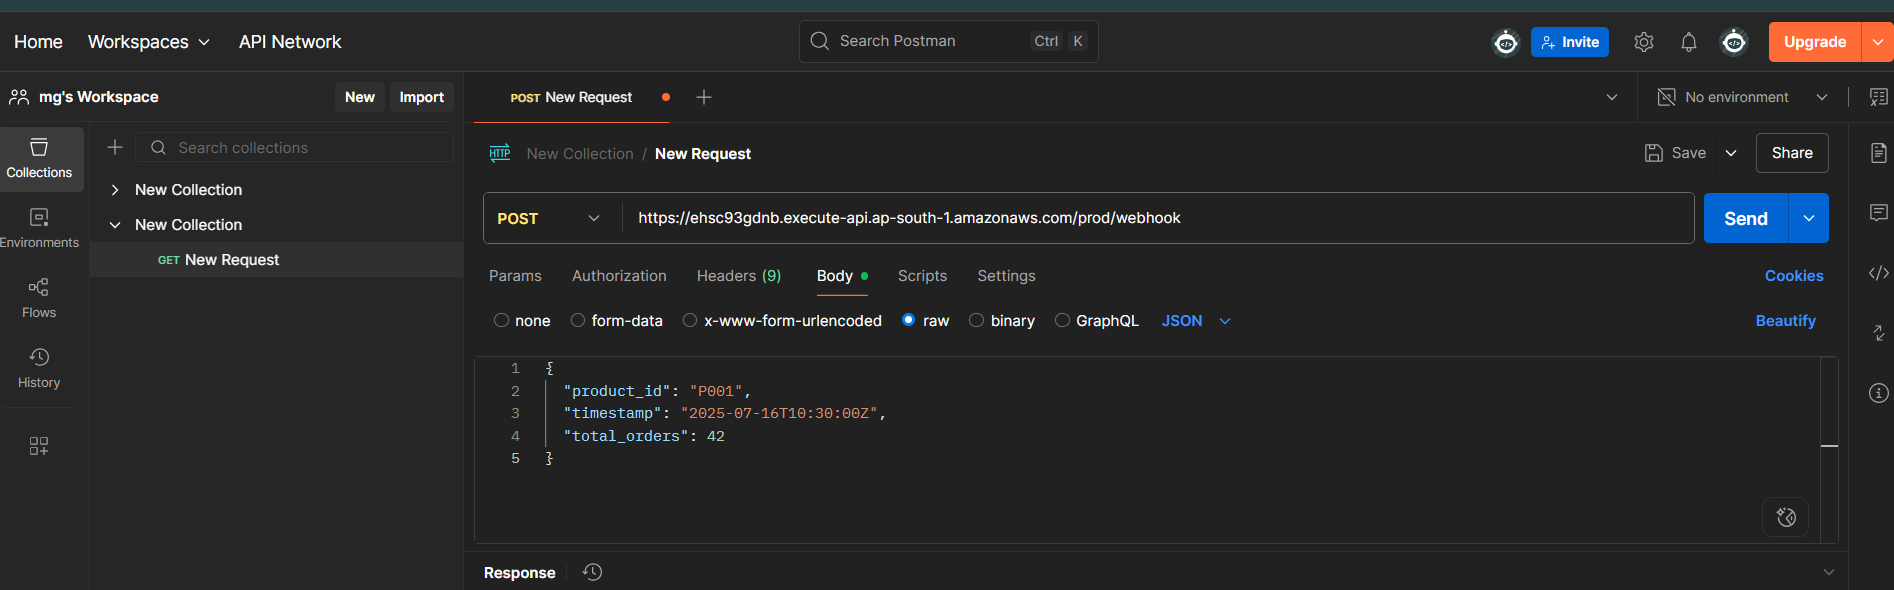 Home Workspaces API Network Search Postman Ctrl K Invite Upgrade
mg's Workspace New Import POST New Request No environment
Collections Search collections HTTP New Collection / New Request Save Share
New Collection
New Collection
GET New Request
Environments
Flows
History
POST https://ehsc93gdnb.execute-api.ap-south-1.amazonaws.com/prod/webhook Send
Params Authorization Headers (9) Body Scripts Settings Cookies
none form-data x-www-form-urlencoded raw binary GraphQL JSON Beautify
1 {
2 "product_id": "P001",
3 "timestamp": "2025-07-16T10:30:00Z",
4 "total_orders": 42
5 }
Response